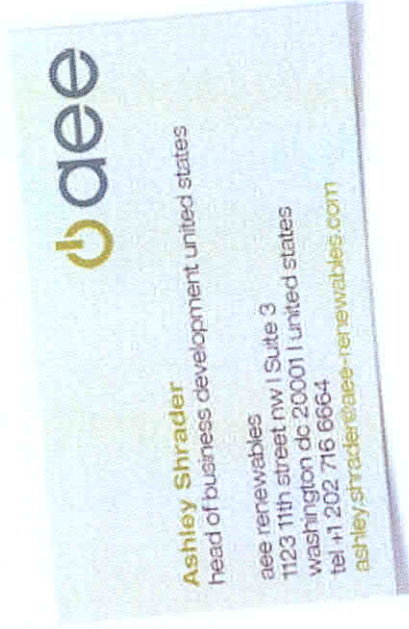 aee
Ashley Shrader
head of business development united states
aee renewables
1123 11th street nw | Suite 3
washington dc 20001 | united states
tel +1 202 716 6664
ashley.shrader@aee-renewables.com